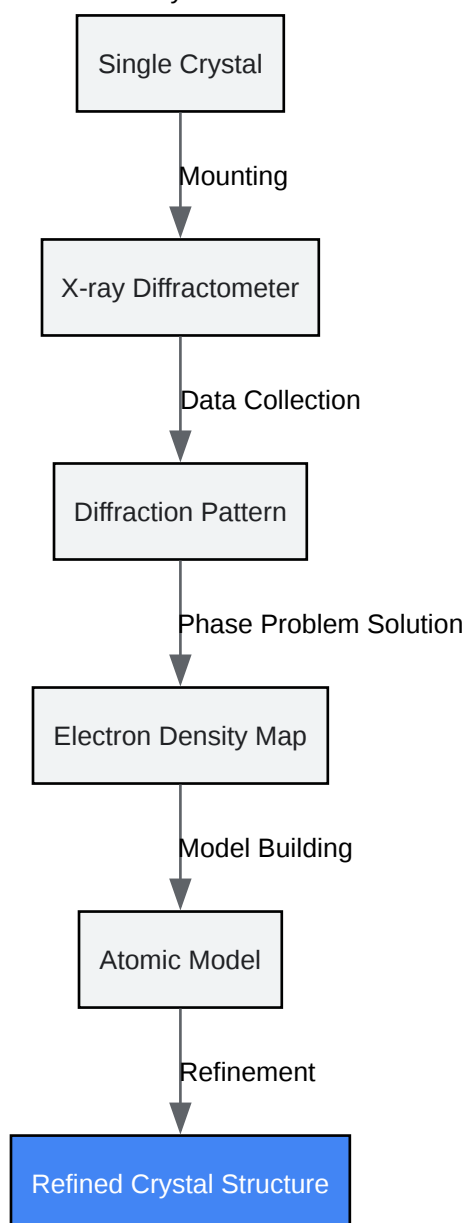 Single Crystal
Mounting
X-ray Diffractometer
Data Collection
Diffraction Pattern
Phase Problem Solution
Electron Density Map
Model Building
Atomic Model
Refinement
Refined Crystal Structure